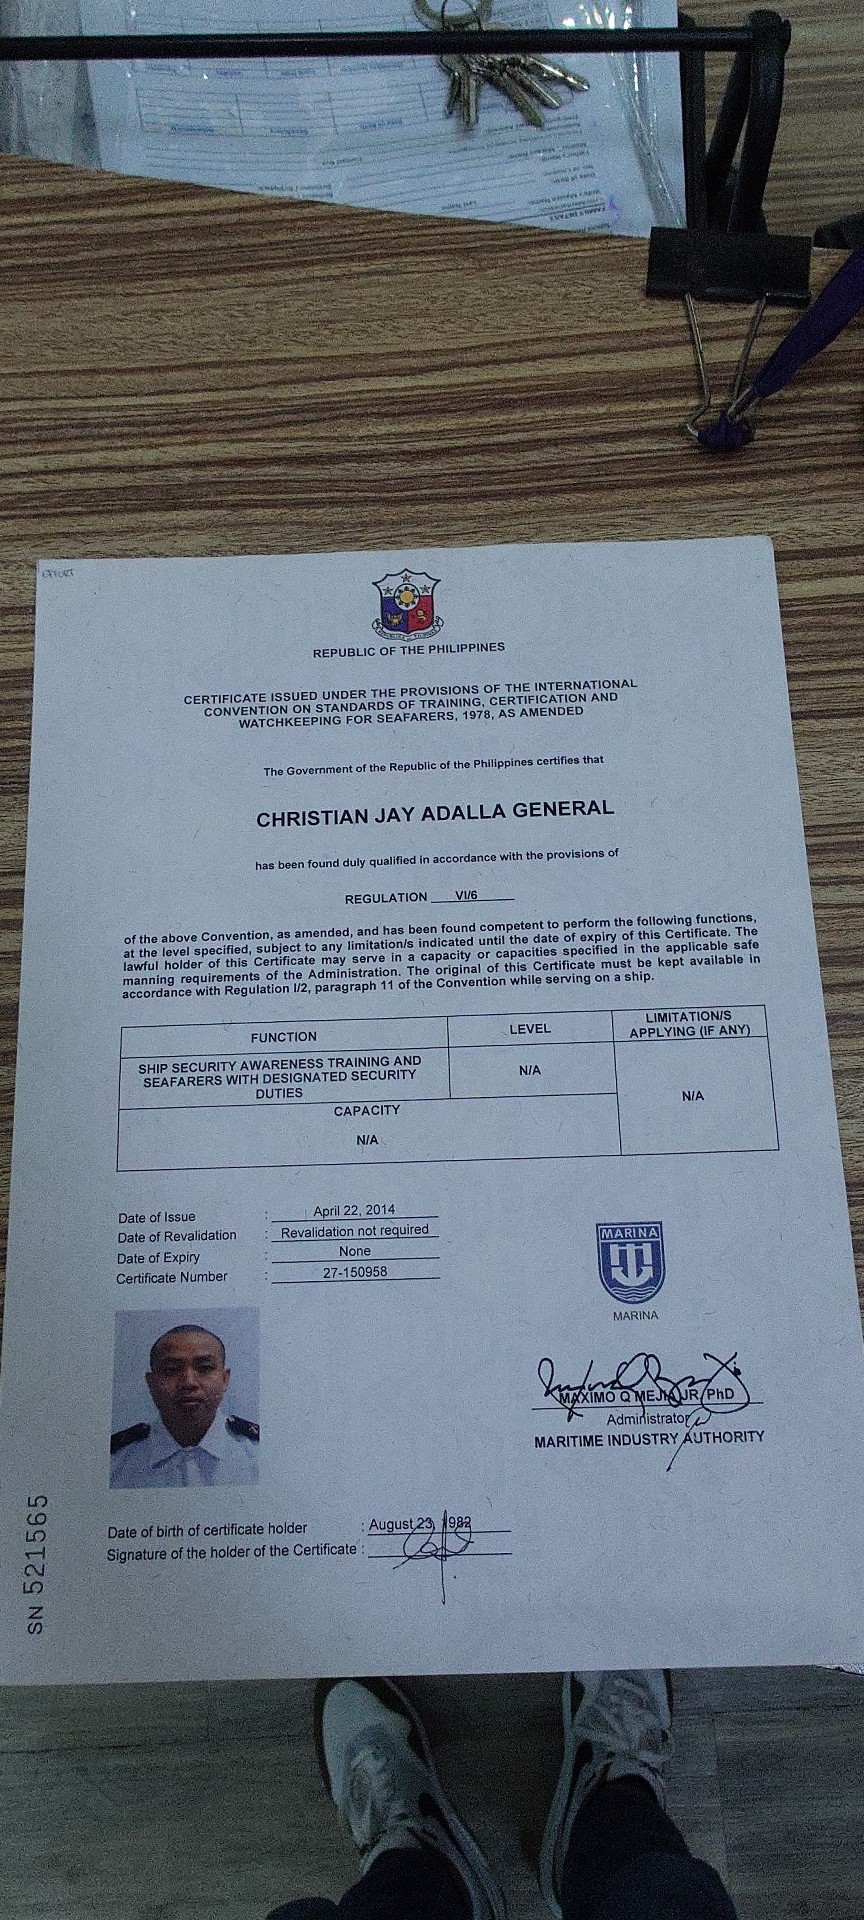 REPUBLIC OF THE PHILIPPINES
CERTIFICATE ISSUED UNDER THE PROVISIONS OF THE INTERNATIONAL
CONVENTION ON STANDARDS OF TRAINING, CERTIFICATION AND
WATCHKEEPING FOR SEAFARERS, 1978, AS AMENDED
The Government of the Republic of the Philippines certifies that
CHRISTIAN JAY ADALLA GENERAL
has been found duly qualified in accordance with the provisions of
REGULATION VI/6
of the above Convention, as amended, and has been found competent to perform the following functions,
at the level specified, subject to any limitation/s indicated until the date of expiry of this Certificate. The
lawful holder of this Certificate may serve in a capacity or capacities specified in the applicable safe
manning requirements of the Administration. The original of this Certificate must be kept available in
accordance with Regulation I/2, paragraph 11 of the Convention while serving on a ship.
FUNCTION LEVEL LIMITATION/S
APPLYING (IF ANY)
SHIP SECURITY AWARENESS TRAINING AND
SEAFARERS WITH DESIGNATED SECURITY
DUTIES
N/A
N/A
CAPACITY
N/A
Date of Issue : April 22, 2014
Date of Revalidation : Revalidation not required
Date of Expiry : None
Certificate Number : 27-150958
MARINA
MARINA
MAXIMO Q MEJIA JR, PhD
Administrator
MARITIME INDUSTRY AUTHORITY
Date of birth of certificate holder : August 23, 1982
Signature of the holder of the Certificate :
SN 521565